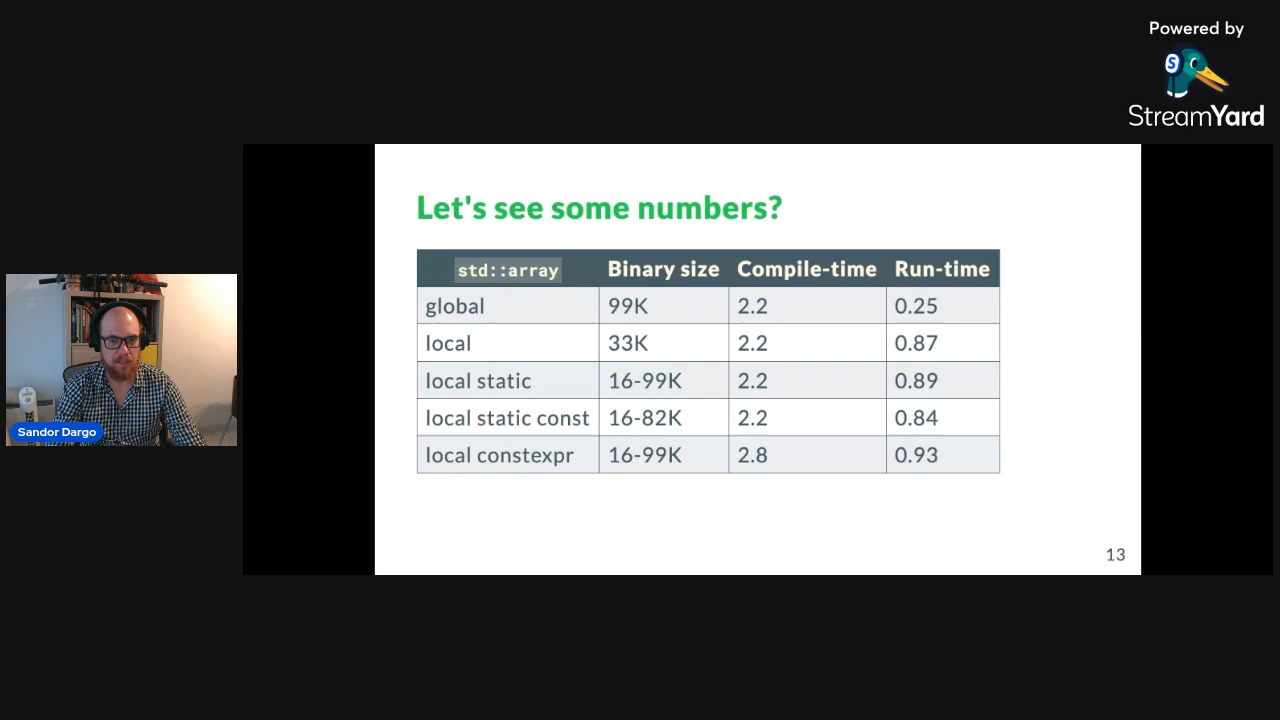 Powered by
S
StreamYard
Let's see some numbers?
std::array Binary size Compile-time Run-time
global 99K 2.2 0.25
local 33K 2.2 0.87
local static 16-99K 2.2 0.89
local static const 16-82K 2.2 0.84
local constexpr 16-99K 2.8 0.93
Sandor Dargo
13